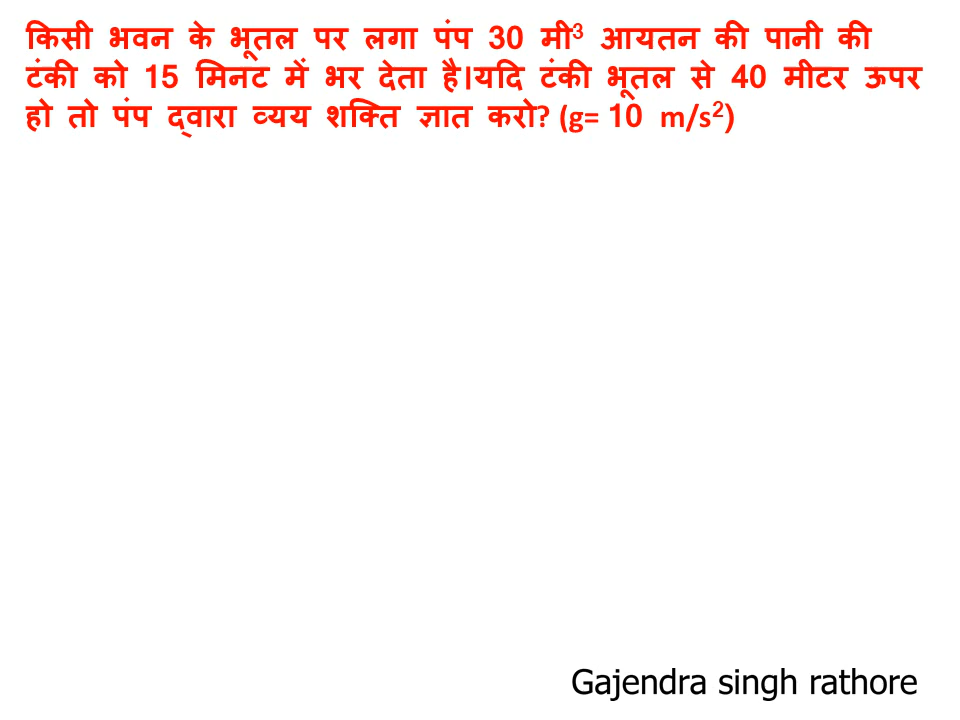 किसी भवन के भूतल पर लगा पंप 30 मी³ आयतन की पानी की
टंकी को 15 मिनट में भर देता है।यदि टंकी भूतल से 40 मीटर ऊपर
हो तो पंप द्वारा व्यय शक्ति ज्ञात करो? (g= 10 m/s²)
Gajendra singh rathore